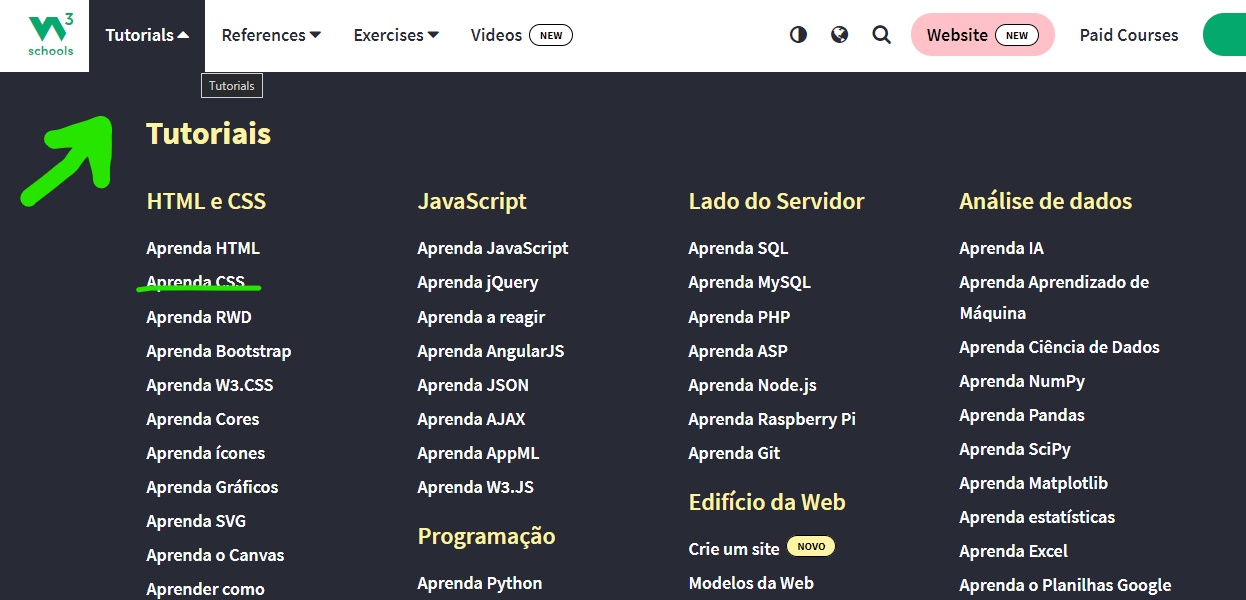 3
schools
Tutorials
References
Exercises
Videos NEW
Website NEW
Paid Courses
Tutorials
Tutoriais
HTML e CSS
Aprenda HTML
Aprenda CSS
Aprenda RWD
Aprenda Bootstrap
Aprenda W3.CSS
Aprenda Cores
Aprenda ícones
Aprenda Gráficos
Aprenda SVG
Aprenda o Canvas
Aprender como
JavaScript
Aprenda JavaScript
Aprenda jQuery
Aprenda a reagir
Aprenda AngularJS
Aprenda JSON
Aprenda AJAX
Aprenda AppML
Aprenda W3.JS
Programação
Aprenda Python
Lado do Servidor
Aprenda SQL
Aprenda MySQL
Aprenda PHP
Aprenda ASP
Aprenda Node.js
Aprenda Raspberry Pi
Aprenda Git
Edifício da Web
Crie um site NOVO
Modelos da Web
Análise de dados
Aprenda IA
Aprenda Aprendizado de
Máquina
Aprenda Ciência de Dados
Aprenda NumPy
Aprenda Pandas
Aprenda SciPy
Aprenda Matplotlib
Aprenda estatísticas
Aprenda Excel
Aprenda o Planilhas Google